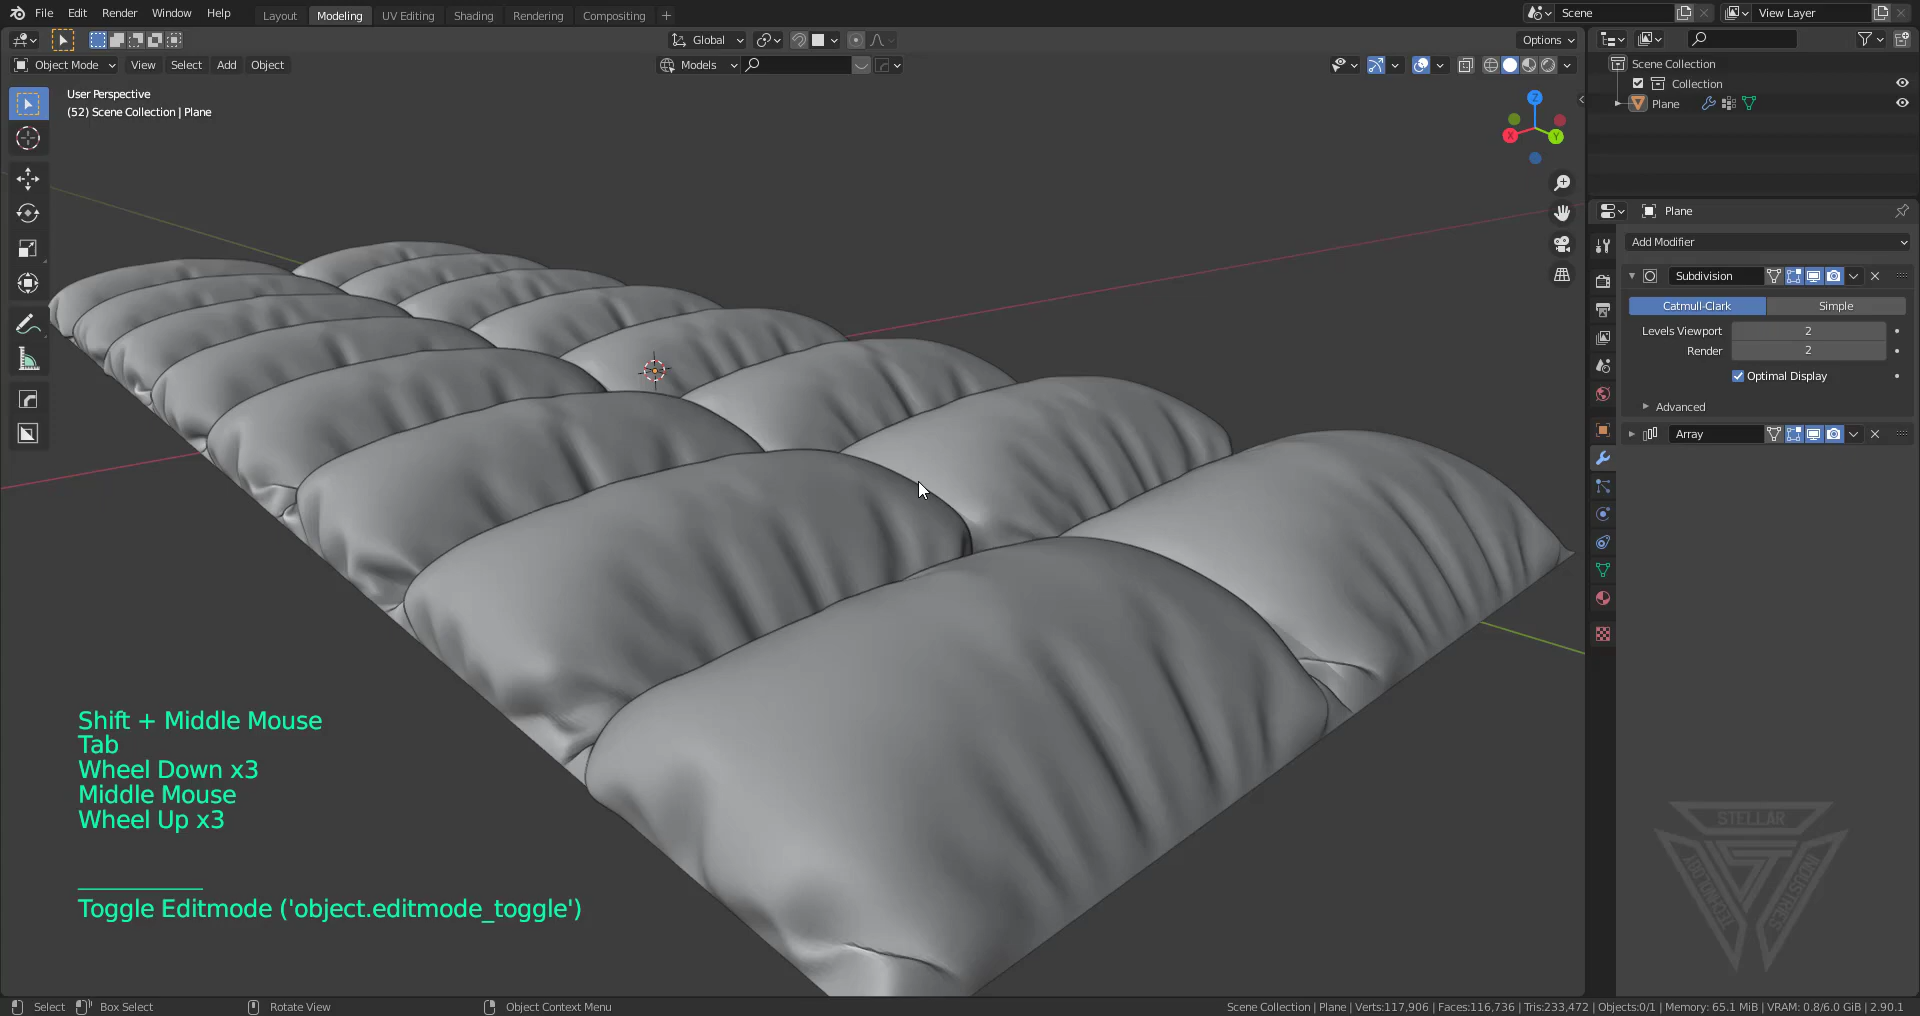 File Edit Render Window Help Layout Modeling UV Editing Shading Rendering Compositing + Scene View Layer
Global Options
Object Mode View Select Add Object Models
User Perspective
(52) Scene Collection | Plane
Z
X
Y
Scene Collection
Collection
Plane
Plane
Add Modifier
Subdivision
Catmull-Clark Simple
Levels Viewport 2
Render 2
Optimal Display
Advanced
Array
Shift + Middle Mouse
Tab
Wheel Down x3
Middle Mouse
Wheel Up x3
Toggle Editmode ('object.editmode_toggle')
STELLAR
INDUSTRIES
Select Box Select Rotate View Object Context Menu Scene Collection | Plane | Verts:117,906 | Faces:116,736 | Tris:233,472 | Objects:0/1 | Memory: 65.1 MiB | VRAM: 0.8/6.0 GiB | 2.90.1